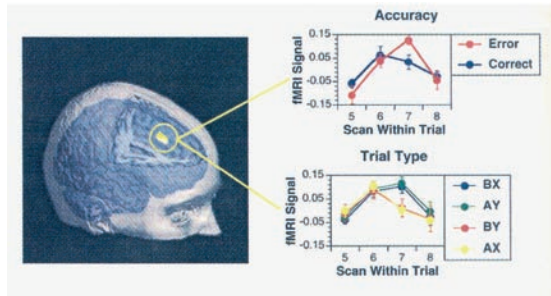 Accuracy
fMRI Signal
0.15
0.05
-0.05
-0.15
5 6 7 8
Scan Within Trial
Error
Correct
Trial Type
fMRI Signal
0.15
0.05
-0.05
-0.15
5 6 7 8
Scan Within Trial
BX
AY
BY
AX